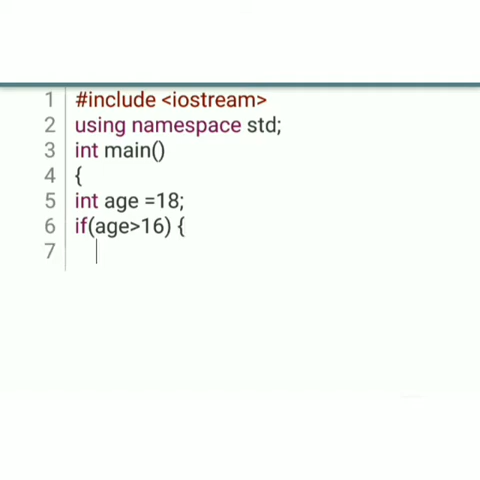 1 #include <iostream>
2 using namespace std;
3 int main()
4 {
5 int age =18;
6 if(age>16) {
7